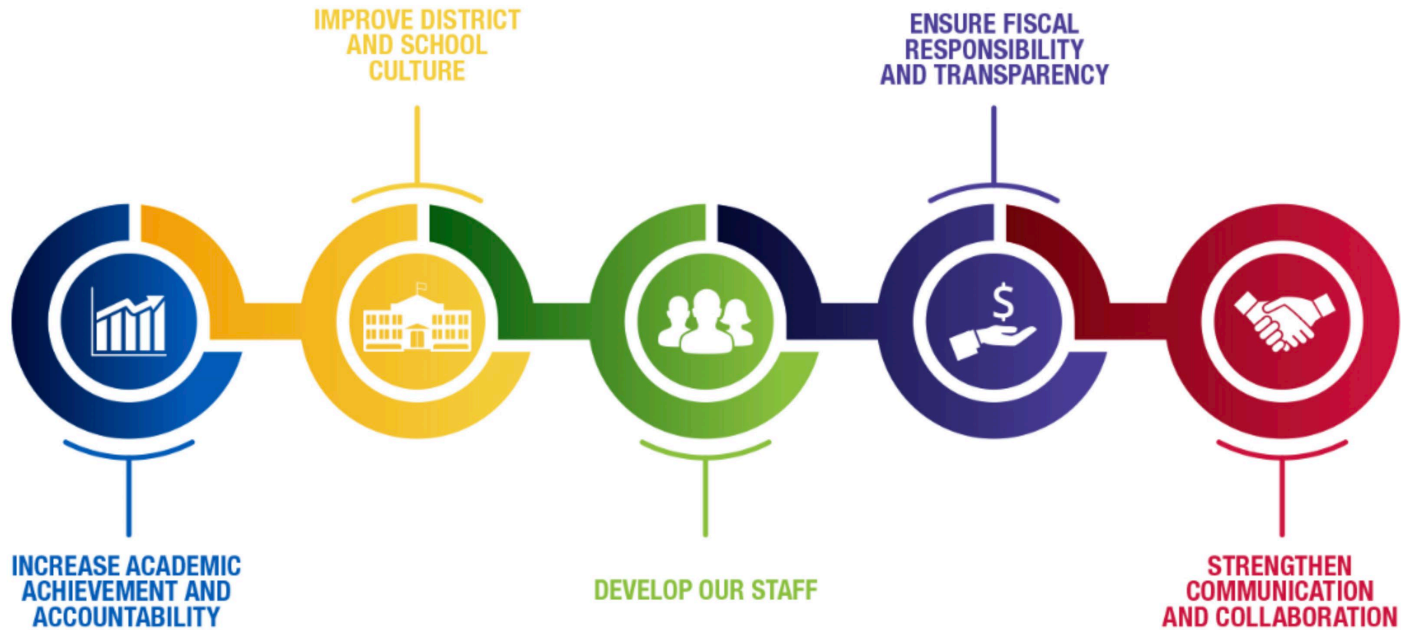 IMPROVE DISTRICT
AND SCHOOL
CULTURE
ENSURE FISCAL
RESPONSIBILITY
AND TRANSPARENCY
$
INCREASE ACADEMIC
ACHIEVEMENT AND
ACCOUNTABILITY
DEVELOP OUR STAFF
STRENGTHEN
COMMUNICATION
AND COLLABORATION